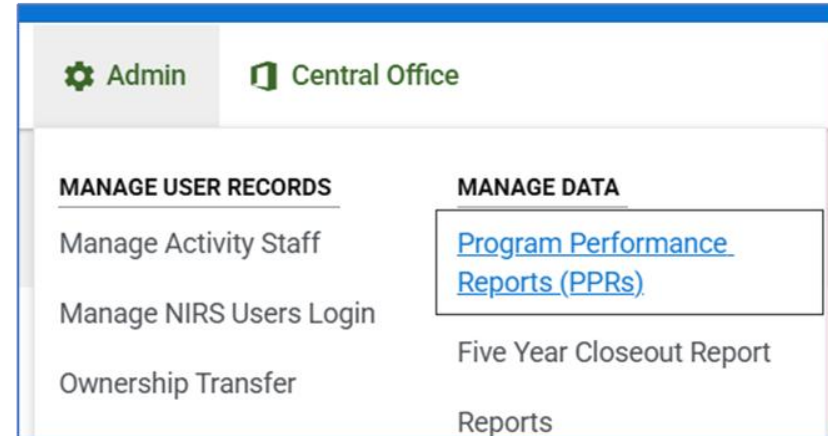 Admin
Central Office
MANAGE USER RECORDS
Manage Activity Staff
Manage NIRS Users Login
Ownership Transfer
MANAGE DATA
Program Performance
Reports (PPRs)
Five Year Closeout Report
Reports